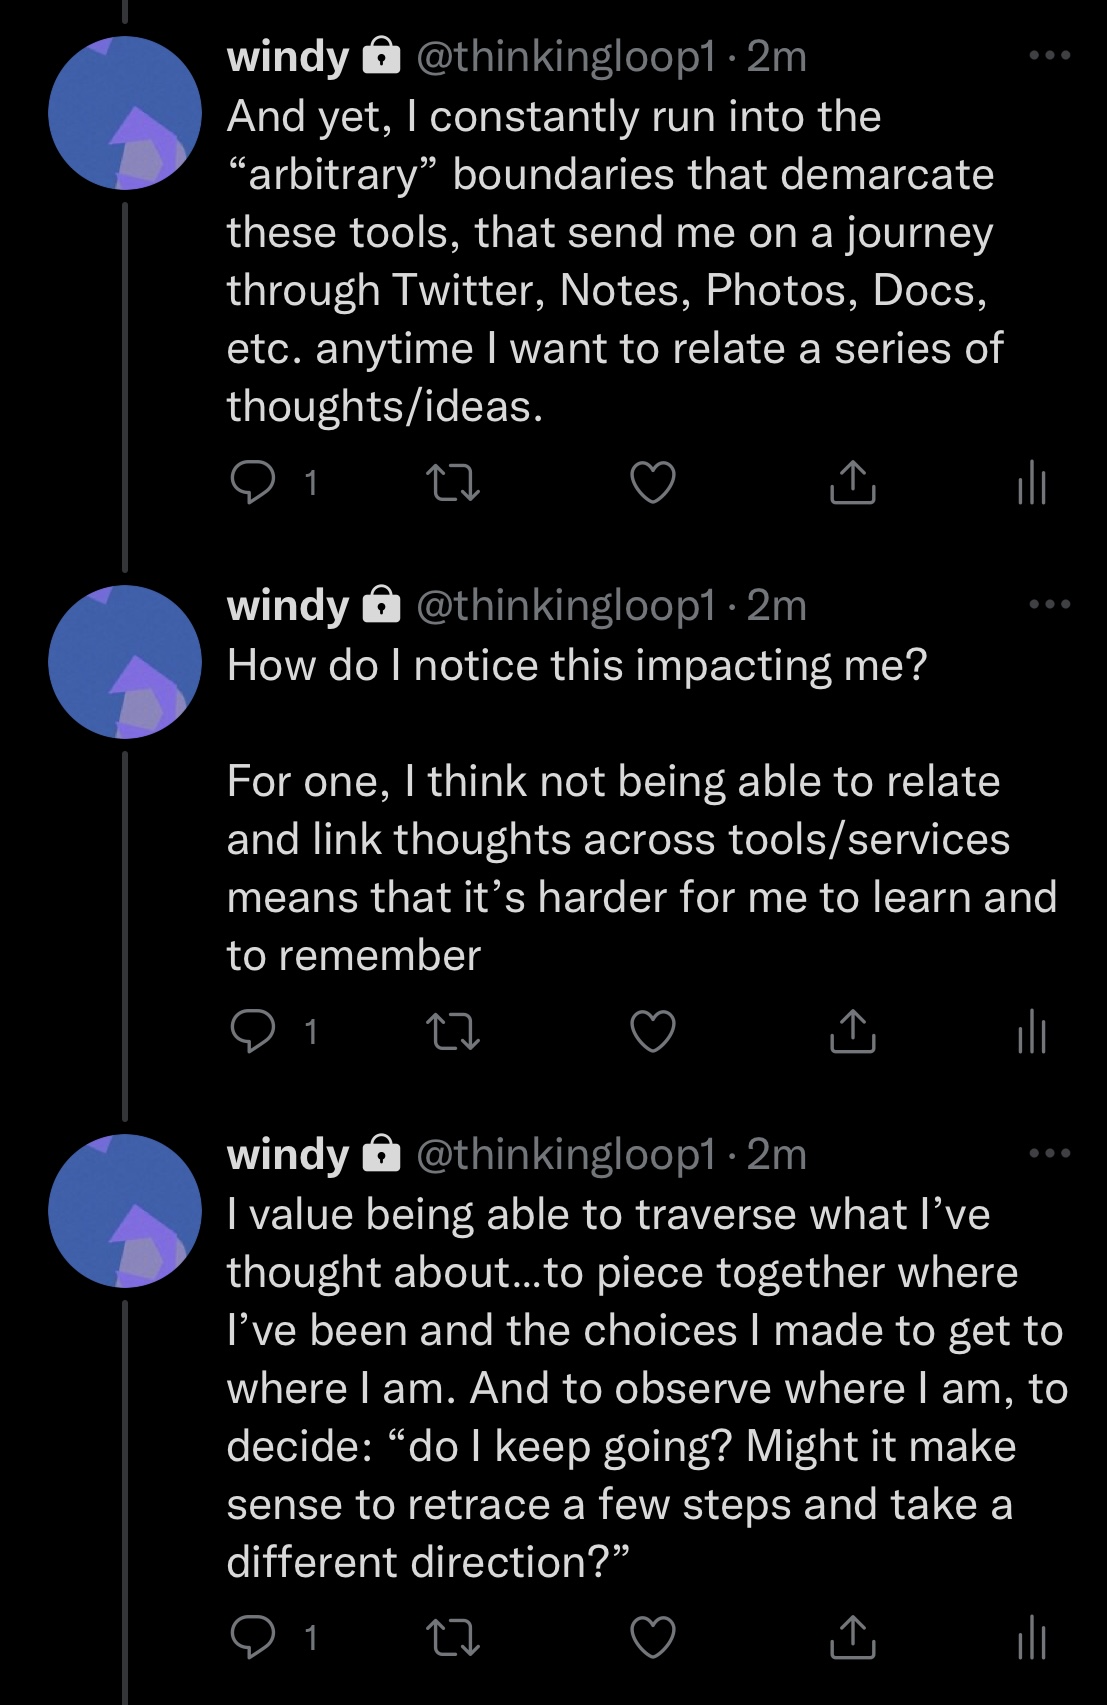 windy @thinkingloop1 · 2m
And yet, I constantly run into the
“arbitrary” boundaries that demarcate
these tools, that send me on a journey
through Twitter, Notes, Photos, Docs,
etc. anytime I want to relate a series of
thoughts/ideas.
1
windy @thinkingloop1 · 2m
How do I notice this impacting me?
For one, I think not being able to relate
and link thoughts across tools/services
means that it’s harder for me to learn and
to remember
1
windy @thinkingloop1 · 2m
I value being able to traverse what I’ve
thought about...to piece together where
I’ve been and the choices I made to get to
where I am. And to observe where I am, to
decide: “do I keep going? Might it make
sense to retrace a few steps and take a
different direction?”
1